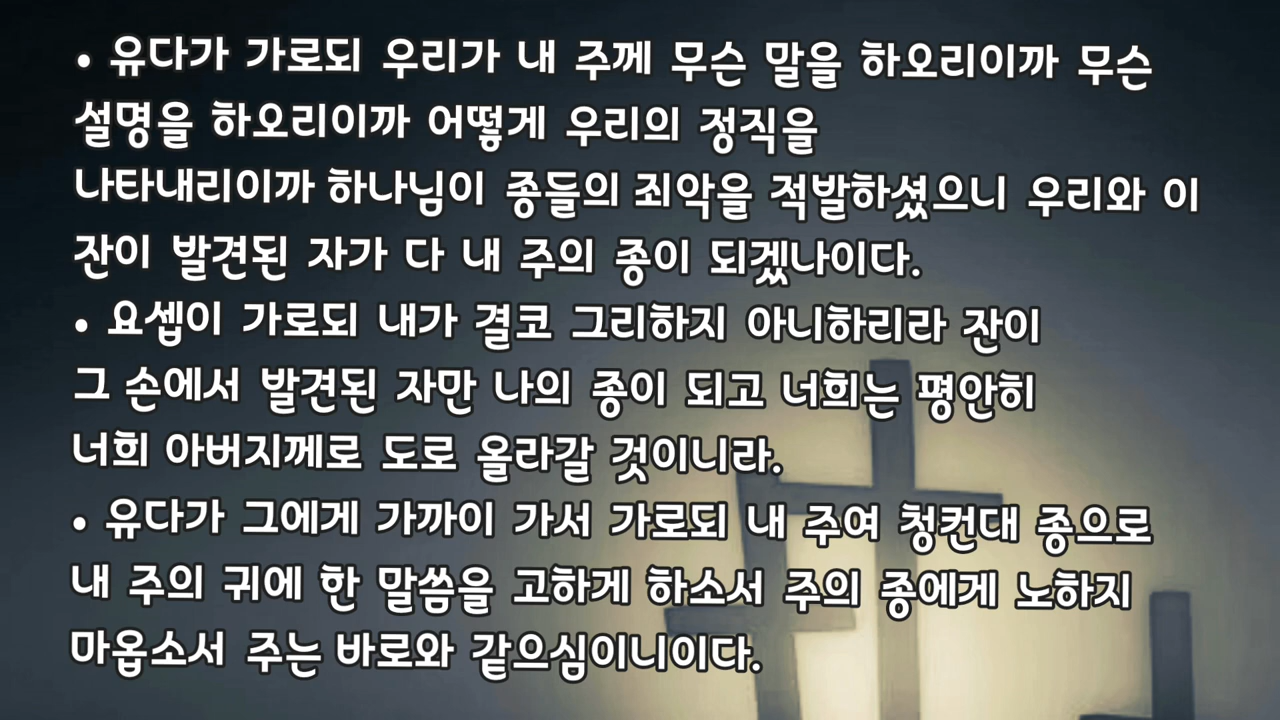 • 유다가 가로되 우리가 내 주께 무슨 말을 하오리이까 무슨
설명을 하오리이까 어떻게 우리의 정직을
나타내리이까 하나님이 종들의 죄악을 적발하셨으니 우리와 이
잔이 발견된 자가 다 내 주의 종이 되겠나이다.
• 요셉이 가로되 내가 결코 그리하지 아니하리라 잔이
그 손에서 발견된 자만 나의 종이 되고 너희는 평안히
너희 아버지께로 도로 올라갈 것이니라.
• 유다가 그에게 가까이 가서 가로되 내 주여 청컨대 종으로
내 주의 귀에 한 말씀을 고하게 하소서 주의 종에게 노하지
마옵소서 주는 바로와 같으심이니이다.